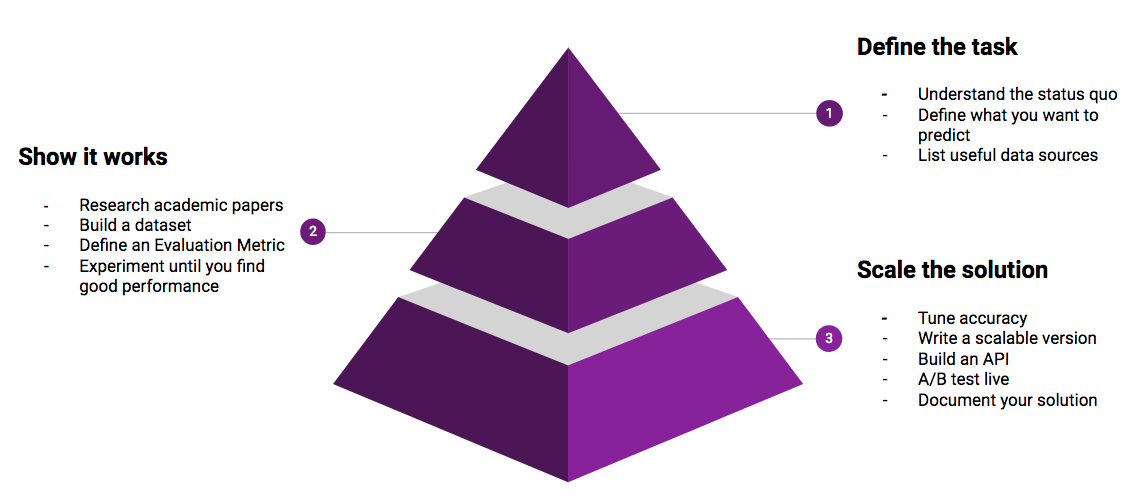 Define the task
- Understand the status quo
- Define what you want to
predict
- List useful data sources
1
Show it works
- Research academic papers
- Build a dataset
- Define an Evaluation Metric
- Experiment until you find
good performance
2
Scale the solution
- Tune accuracy
- Write a scalable version
- Build an API
- A/B test live
- Document your solution
3